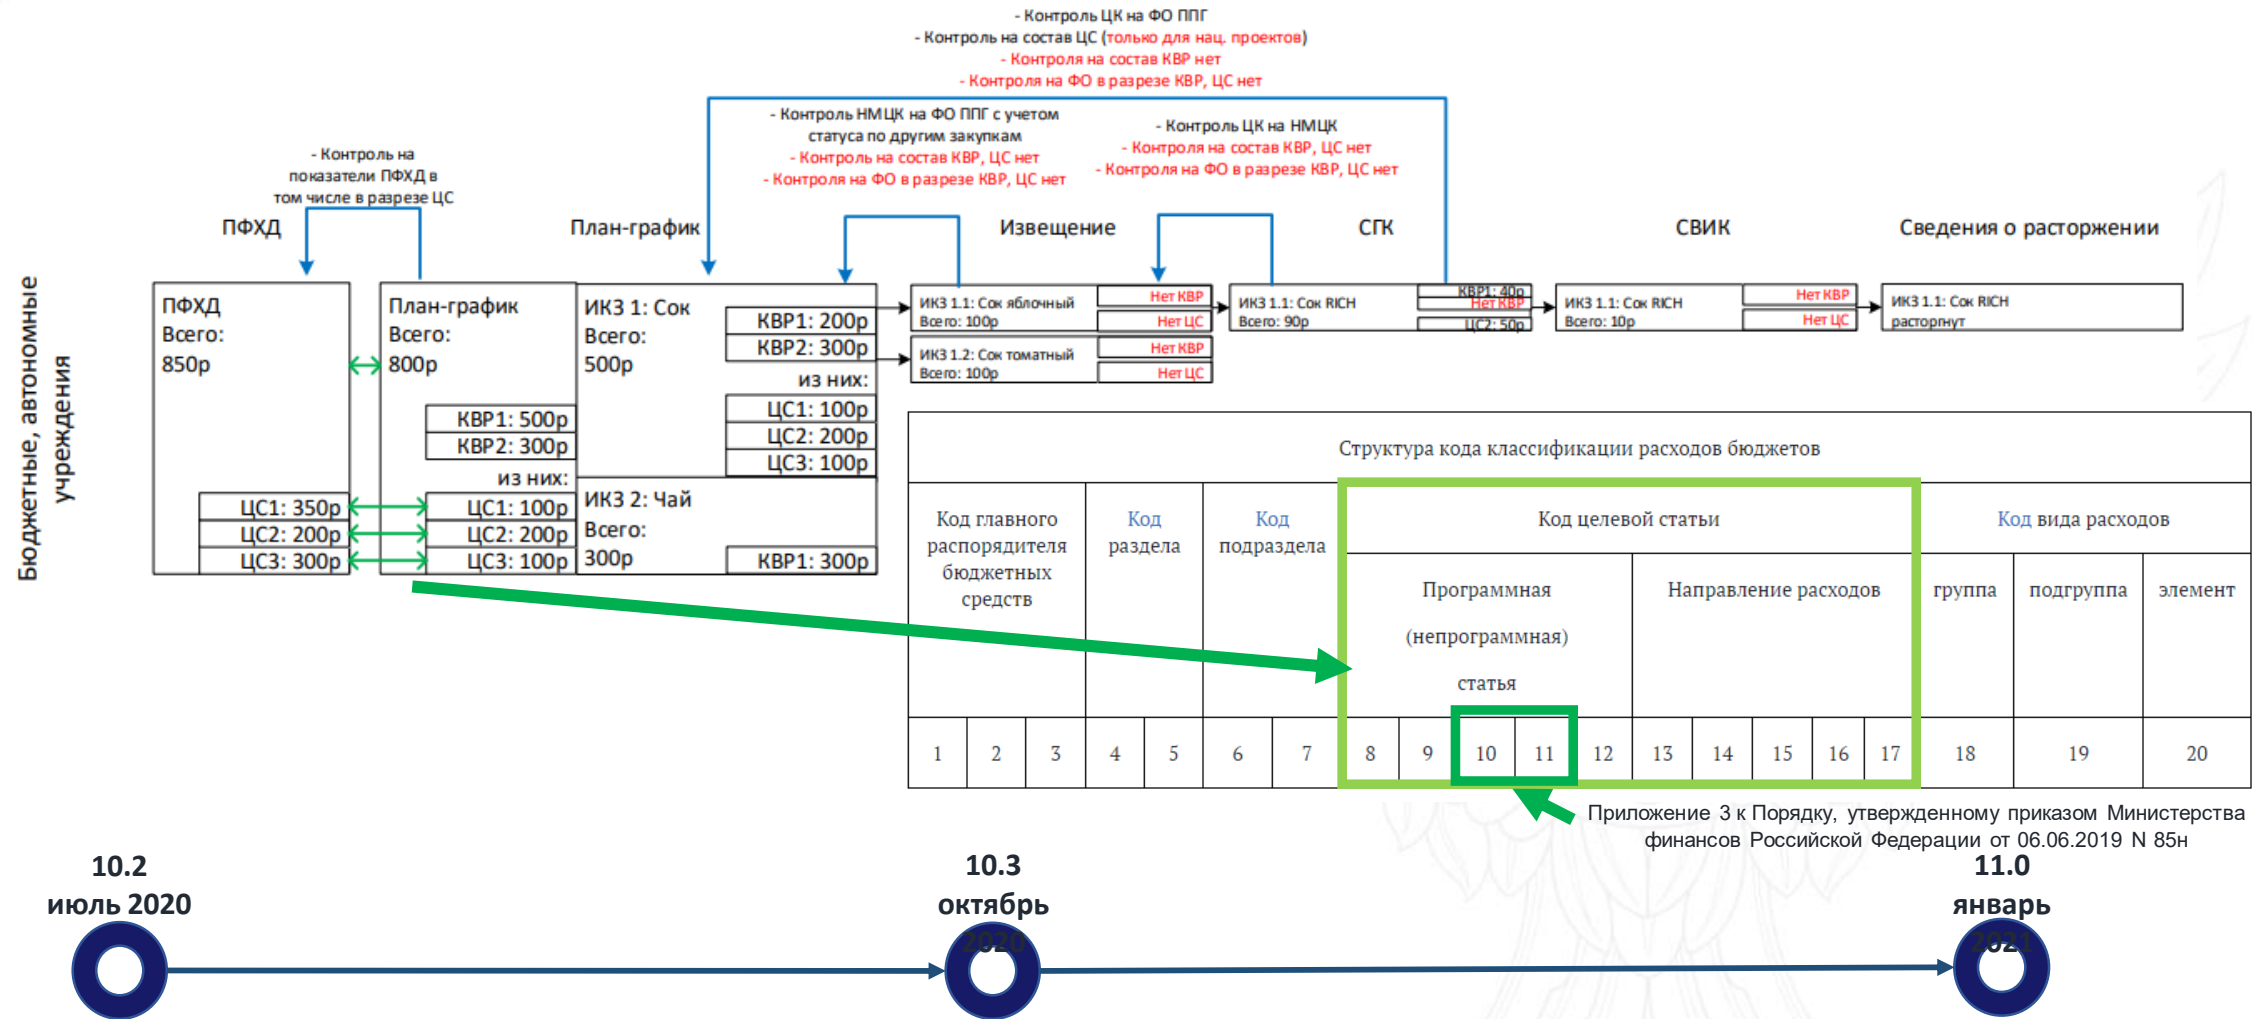 - Контроль ЦК на ФО ППГ
- Контроль на состав ЦС (только для нац. проектов)
- Контроля на состав КВР нет
- Контроля на ФО в разрезе КВР, ЦС нет
- Контроль НМЦК на ФО ППГ с учетом
статуса по другим закупкам
- Контроль на состав КВР, ЦС нет
- Контроля на ФО в разрезе КВР, ЦС нет
- Контроль ЦК на НМЦК
- Контроля на состав КВР, ЦС нет
- Контроля на ФО в разрезе КВР, ЦС нет
- Контроль на
показатели ПФХД в
том числе в разрезе ЦС
ПФХД
План-график
Извещение
СГК
СВИК
Сведения о расторжении
Бюджетные, автономные
учреждения
ПФХД
Всего:
850р
ЦС1: 350р
ЦС2: 200р
ЦС3: 300р
План-график
Всего:
800р
КВР1: 500р
КВР2: 300р
из них:
ЦС1: 100р
ЦС2: 200р
ЦС3: 100р
ИКЗ 1: Сок
Всего:
500р
КВР1: 200р
КВР2: 300р
из них:
ЦС1: 100р
ЦС2: 200р
ЦС3: 100р
ИКЗ 2: Чай
Всего:
300р
КВР1: 300р
ИКЗ 1.1: Сок яблочный
Всего: 100р
Нет КВР
Нет ЦС
ИКЗ 1.2: Сок томатный
Всего: 100р
Нет КВР
Нет ЦС
ИКЗ 1.1: Сок RICH
Всего: 90р
КВР1: 40р
Нет КВР
ЦС2: 50р
ИКЗ 1.1: Сок RICH
Всего: 10р
Нет КВР
Нет ЦС
ИКЗ 1.1: Сок RICH
расторгнут
Структура кода классификации расходов бюджетов
Код главного
распорядителя
бюджетных
средств
Код
раздела
Код
подраздела
Код целевой статьи
Код вида расходов
Программная
(непрограммная)
статья
Направление расходов
группа
подгруппа
элемент
1 2 3 4 5 6 7 8 9 10 11 12 13 14 15 16 17 18 19 20
Приложение 3 к Порядку, утвержденному приказом Министерства
финансов Российской Федерации от 06.06.2019 N 85н
10.2
июль 2020
10.3
октябрь
2020
11.0
январь
2021